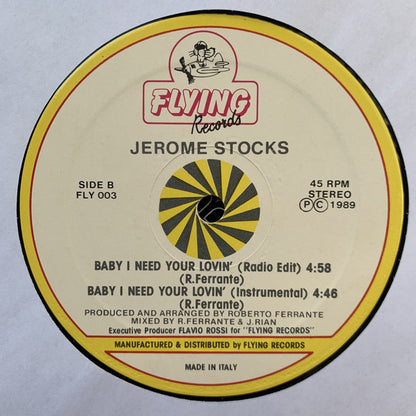 FLYING
Records
JEROME STOCKS
SIDE B
FLY 003
45 RPM
STEREO
Ⓟ Ⓒ 1989
BABY I NEED YOUR LOVIN' (Radio Edit) 4:58
(R.Ferrante)
BABY I NEED YOUR LOVIN' (Instrumental) 4:46
(R.Ferrante)
PRODUCED AND ARRANGED BY ROBERTO FERRANTE
MIXED BY R.FERRANTE & J.RIAN
Executive Producer FLAVIO ROSSI for "FLYING RECORDS"
MANUFACTURED & DISTRIBUTED by FLYING RECORDS
MADE IN ITALY